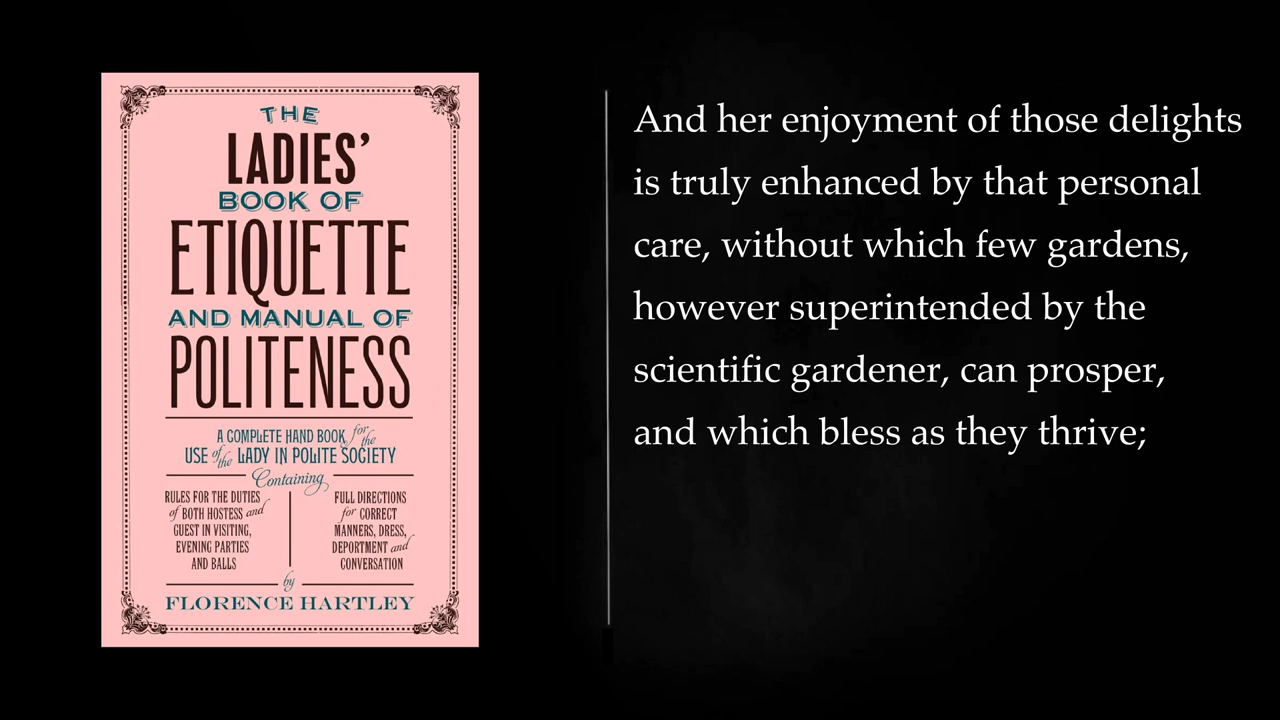 THE
LADIES’
BOOK OF
ETIQUETTE
AND MANUAL OF
POLITENESS
A COMPLETE HAND BOOK for the
USE of the LADY IN POLITE SOCIETY
Containing
RULES FOR THE DUTIES
of BOTH HOSTESS and
GUEST IN VISITING,
EVENING PARTIES
AND BALLS
FULL DIRECTIONS
for CORRECT
MANNERS, DRESS,
DEPORTMENT and
CONVERSATION
by
FLORENCE HARTLEY
And her enjoyment of those delights
is truly enhanced by that personal
care, without which few gardens,
however superintended by the
scientific gardener, can prosper,
and which bless as they thrive;